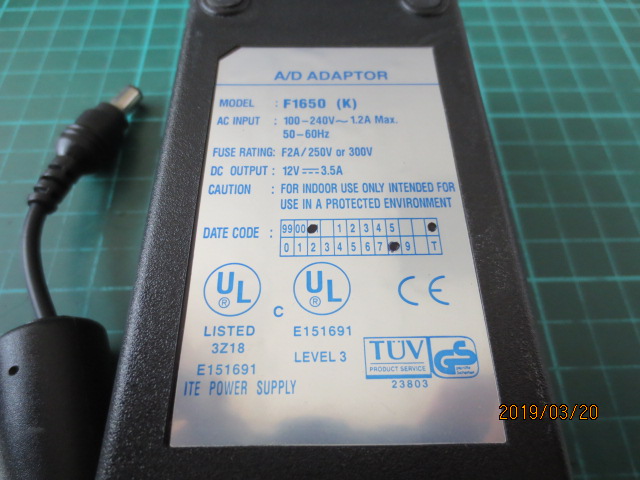 A/D ADAPTOR
MODEL : F1650 (K)
AC INPUT : 100-240V～ 1.2A Max.
50-60Hz
FUSE RATING: F2A/250V or 300V
DC OUTPUT : 12V⎓3.5A
CAUTION : FOR INDOOR USE ONLY INTENDED FOR
USE IN A PROTECTED ENVIRONMENT
DATE CODE : 99 00 1 2 3 4 5
0 1 2 3 4 5 6 7 9 T
UL ® C UL ® CE
LISTED E151691
3Z18
E151691 LEVEL 3
TÜV GS
PRODUCT SERVICE
23803
ITE POWER SUPPLY
2019/03/20